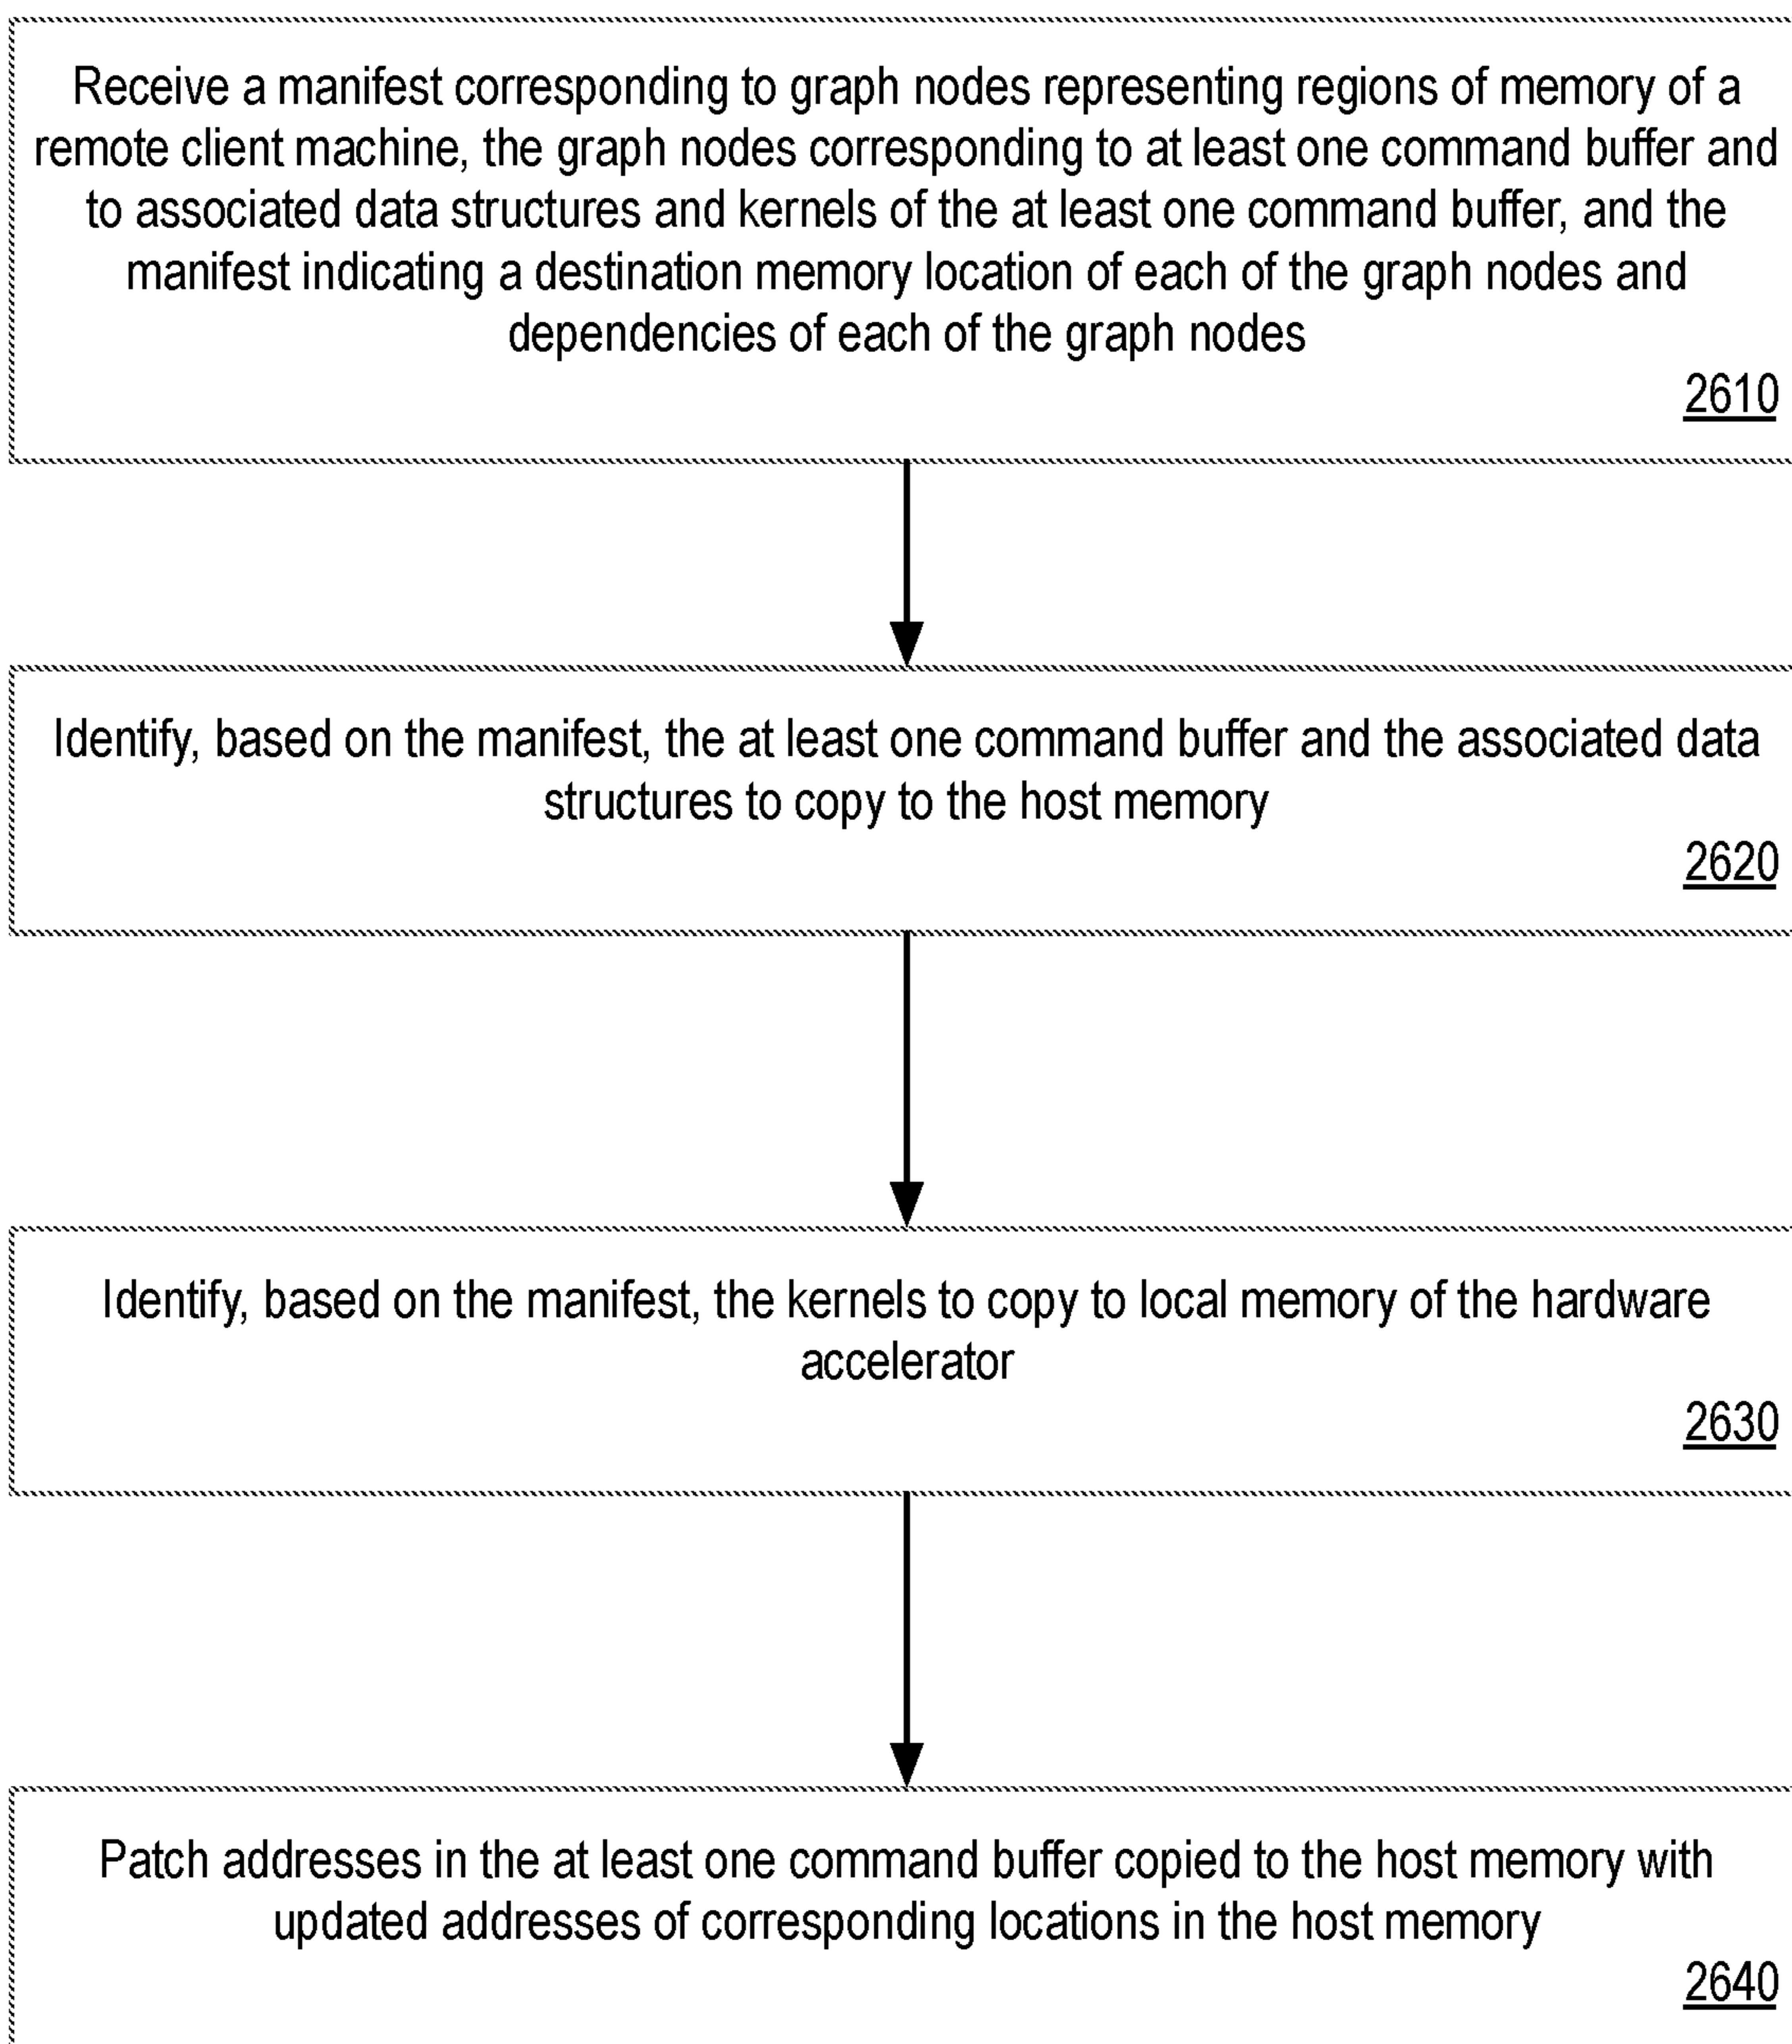 Receive a manifest corresponding to graph nodes representing regions of memory of a
remote client machine, the graph nodes corresponding to at least one command buffer and
to associated data structures and kernels of the at least one command buffer, and the
manifest indicating a destination memory location of each of the graph nodes and
dependencies of each of the graph nodes
2610
Identify, based on the manifest, the at least one command buffer and the associated data
structures to copy to the host memory
2620
Identify, based on the manifest, the kernels to copy to local memory of the hardware
accelerator
2630
Patch addresses in the at least one command buffer copied to the host memory with
updated addresses of corresponding locations in the host memory
2640